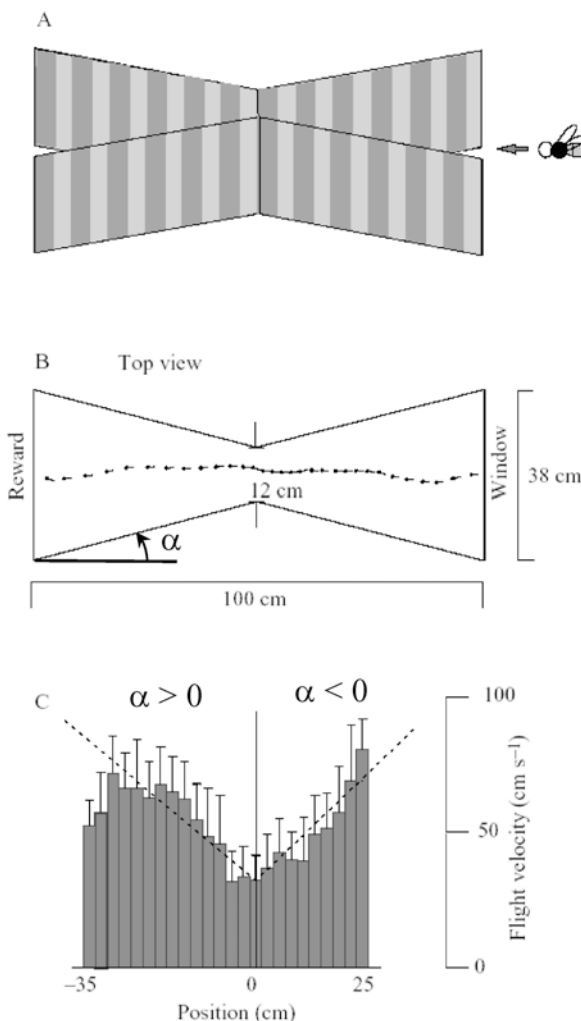 A
B Top view
Reward
12 cm
Window
38 cm
α
100 cm
C α > 0 α < 0
100
50
0
Flight velocity (cm s⁻¹)
−35 0 25
Position (cm)